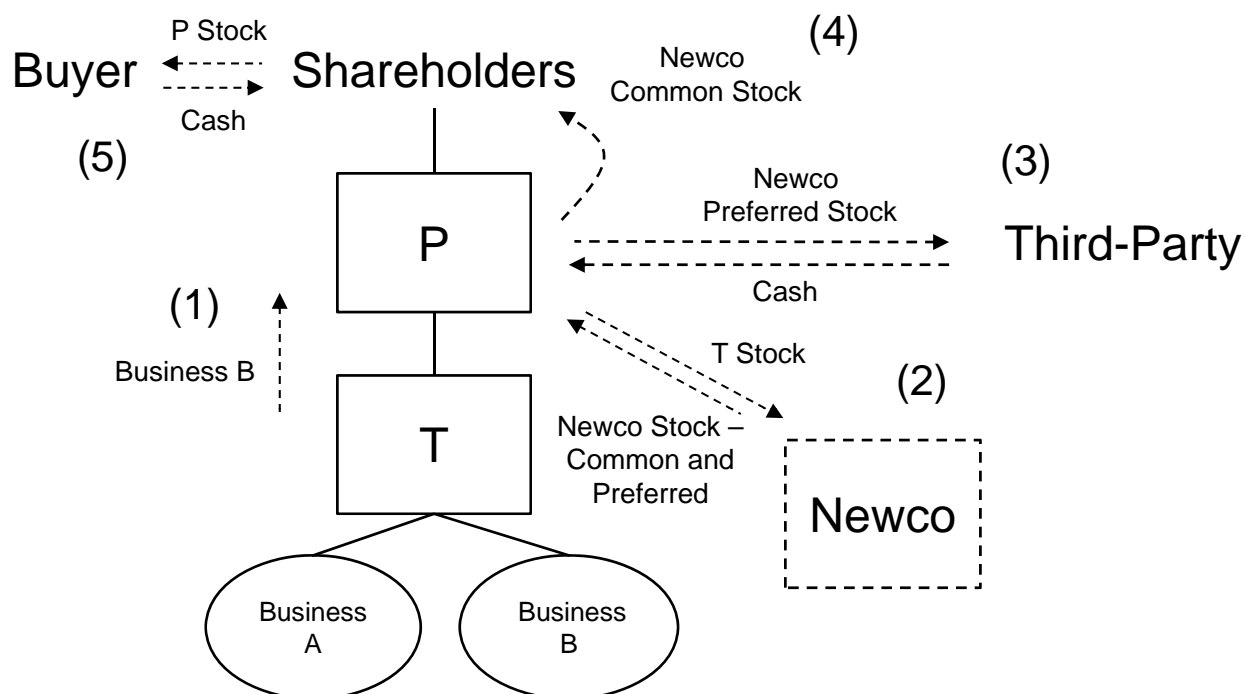 P Stock
Buyer
Shareholders
Cash
(5)
(4)
Newco
Common Stock
(3)
Newco
Preferred Stock
Third-Party
Cash
P
(1)
Business B
T Stock
(2)
T
Newco Stock –
Common and
Preferred
Newco
Business
A
Business
B